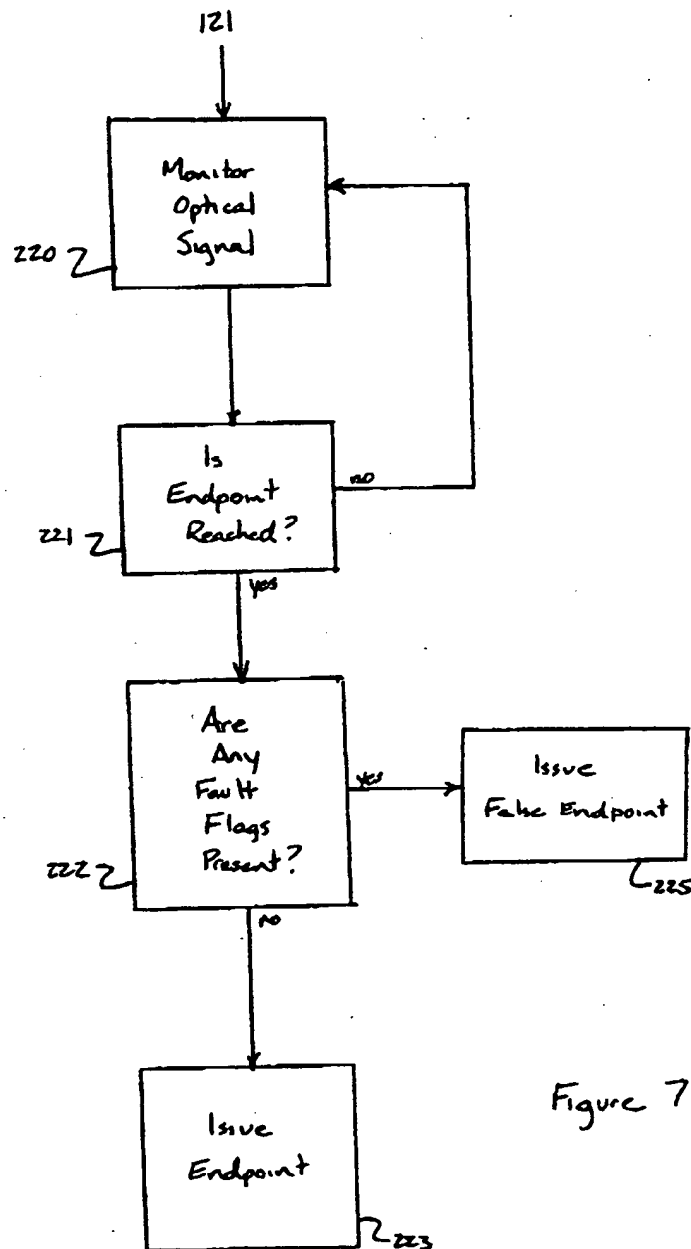 121
Monitor
Optical
Signal
220
Is
Endpoint
Reached?
no
221
yes
Are
Any
Fault
Flags
Present?
yes
222
no
Issue
False Endpoint
225
Issue
Endpoint
223
Figure 7